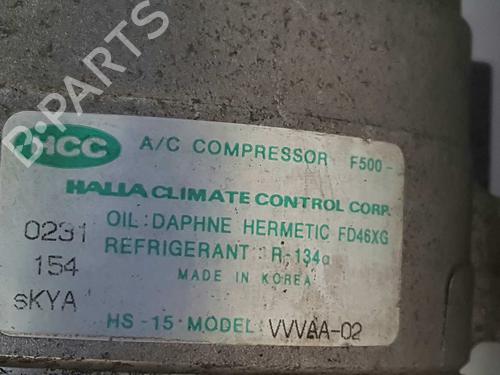 B-Parts
HCC A/C COMPRESSOR F500-
HALLA CLIMATE CONTROL CORP.
0231 OIL: DAPHNE HERMETIC FD46XG
154 REFRIGERANT: R-134a
MADE IN KOREA
sKYA
HS-15 MODEL: VVVAA-02